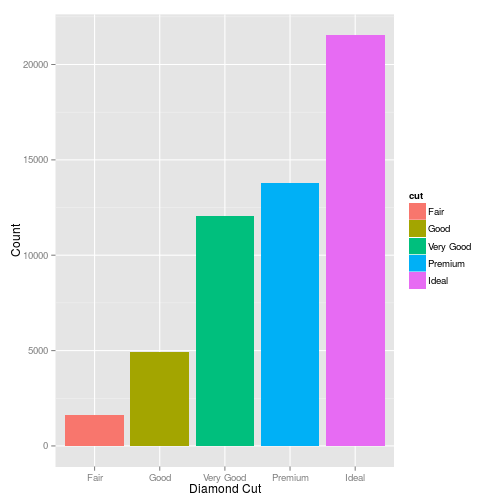 20000
15000
10000
5000
0
Count
Fair Good Very Good Premium Ideal
Diamond Cut
cut
Fair
Good
Very Good
Premium
Ideal